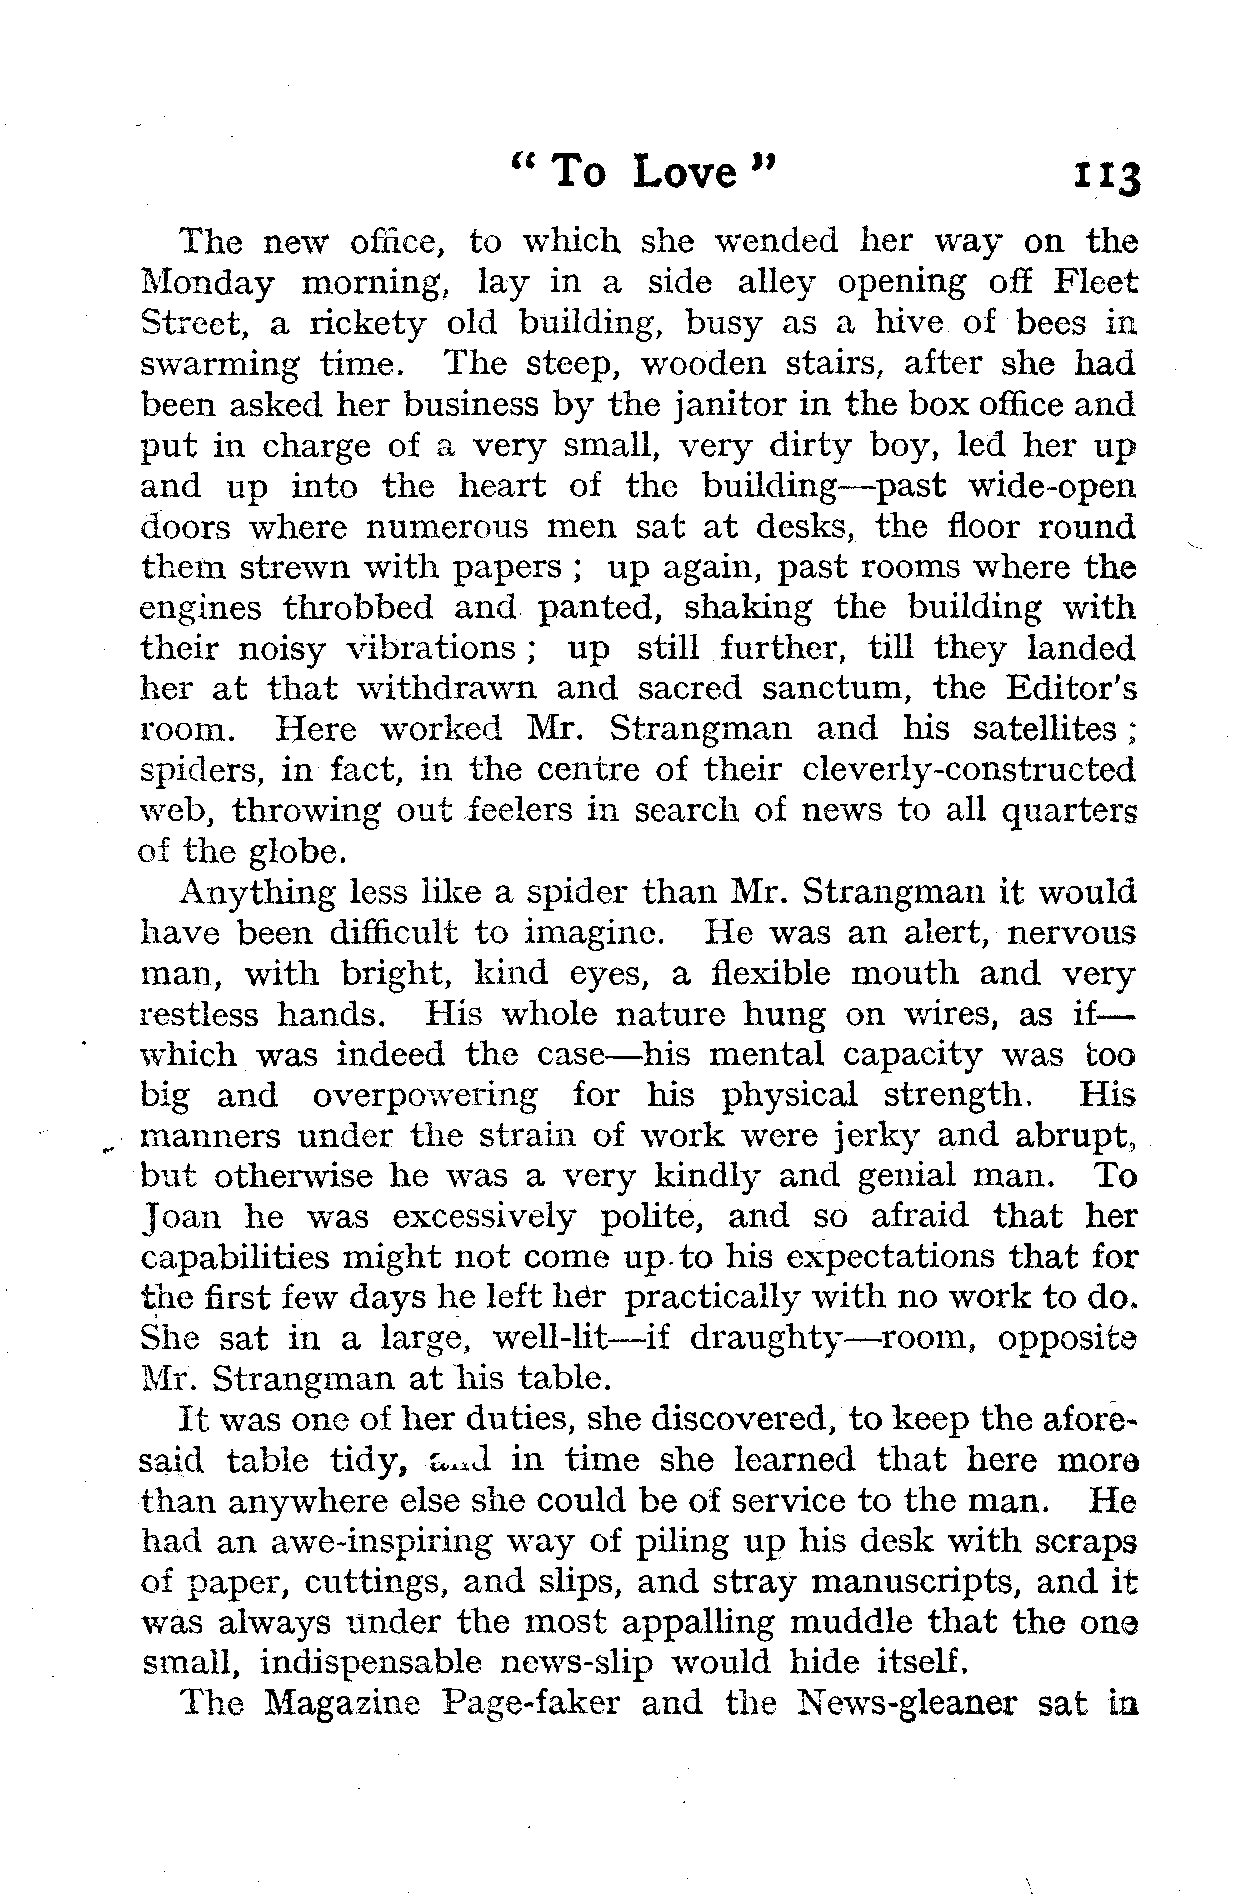 “ To Love ” 113
The new office, to which she wended her way on the
Monday morning, lay in a side alley opening off Fleet
Street, a rickety old building, busy as a hive of bees in
swarming time. The steep, wooden stairs, after she had
been asked her business by the janitor in the box office and
put in charge of a very small, very dirty boy, led her up
and up into the heart of the building—past wide-open
doors where numerous men sat at desks, the floor round
them strewn with papers ; up again, past rooms where the
engines throbbed and panted, shaking the building with
their noisy vibrations ; up still further, till they landed
her at that withdrawn and sacred sanctum, the Editor's
room. Here worked Mr. Strangman and his satellites ;
spiders, in fact, in the centre of their cleverly-constructed
web, throwing out feelers in search of news to all quarters
of the globe.
Anything less like a spider than Mr. Strangman it would
have been difficult to imagine. He was an alert, nervous
man, with bright, kind eyes, a flexible mouth and very
restless hands. His whole nature hung on wires, as if—
which was indeed the case—his mental capacity was too
big and overpowering for his physical strength. His
manners under the strain of work were jerky and abrupt,
but otherwise he was a very kindly and genial man. To
Joan he was excessively polite, and so afraid that her
capabilities might not come up to his expectations that for
the first few days he left her practically with no work to do.
She sat in a large, well-lit—if draughty—room, opposite
Mr. Strangman at his table.
It was one of her duties, she discovered, to keep the afore-
said table tidy, and in time she learned that here more
than anywhere else she could be of service to the man. He
had an awe-inspiring way of piling up his desk with scraps
of paper, cuttings, and slips, and stray manuscripts, and it
was always under the most appalling muddle that the one
small, indispensable news-slip would hide itself.
The Magazine Page-faker and the News-gleaner sat in